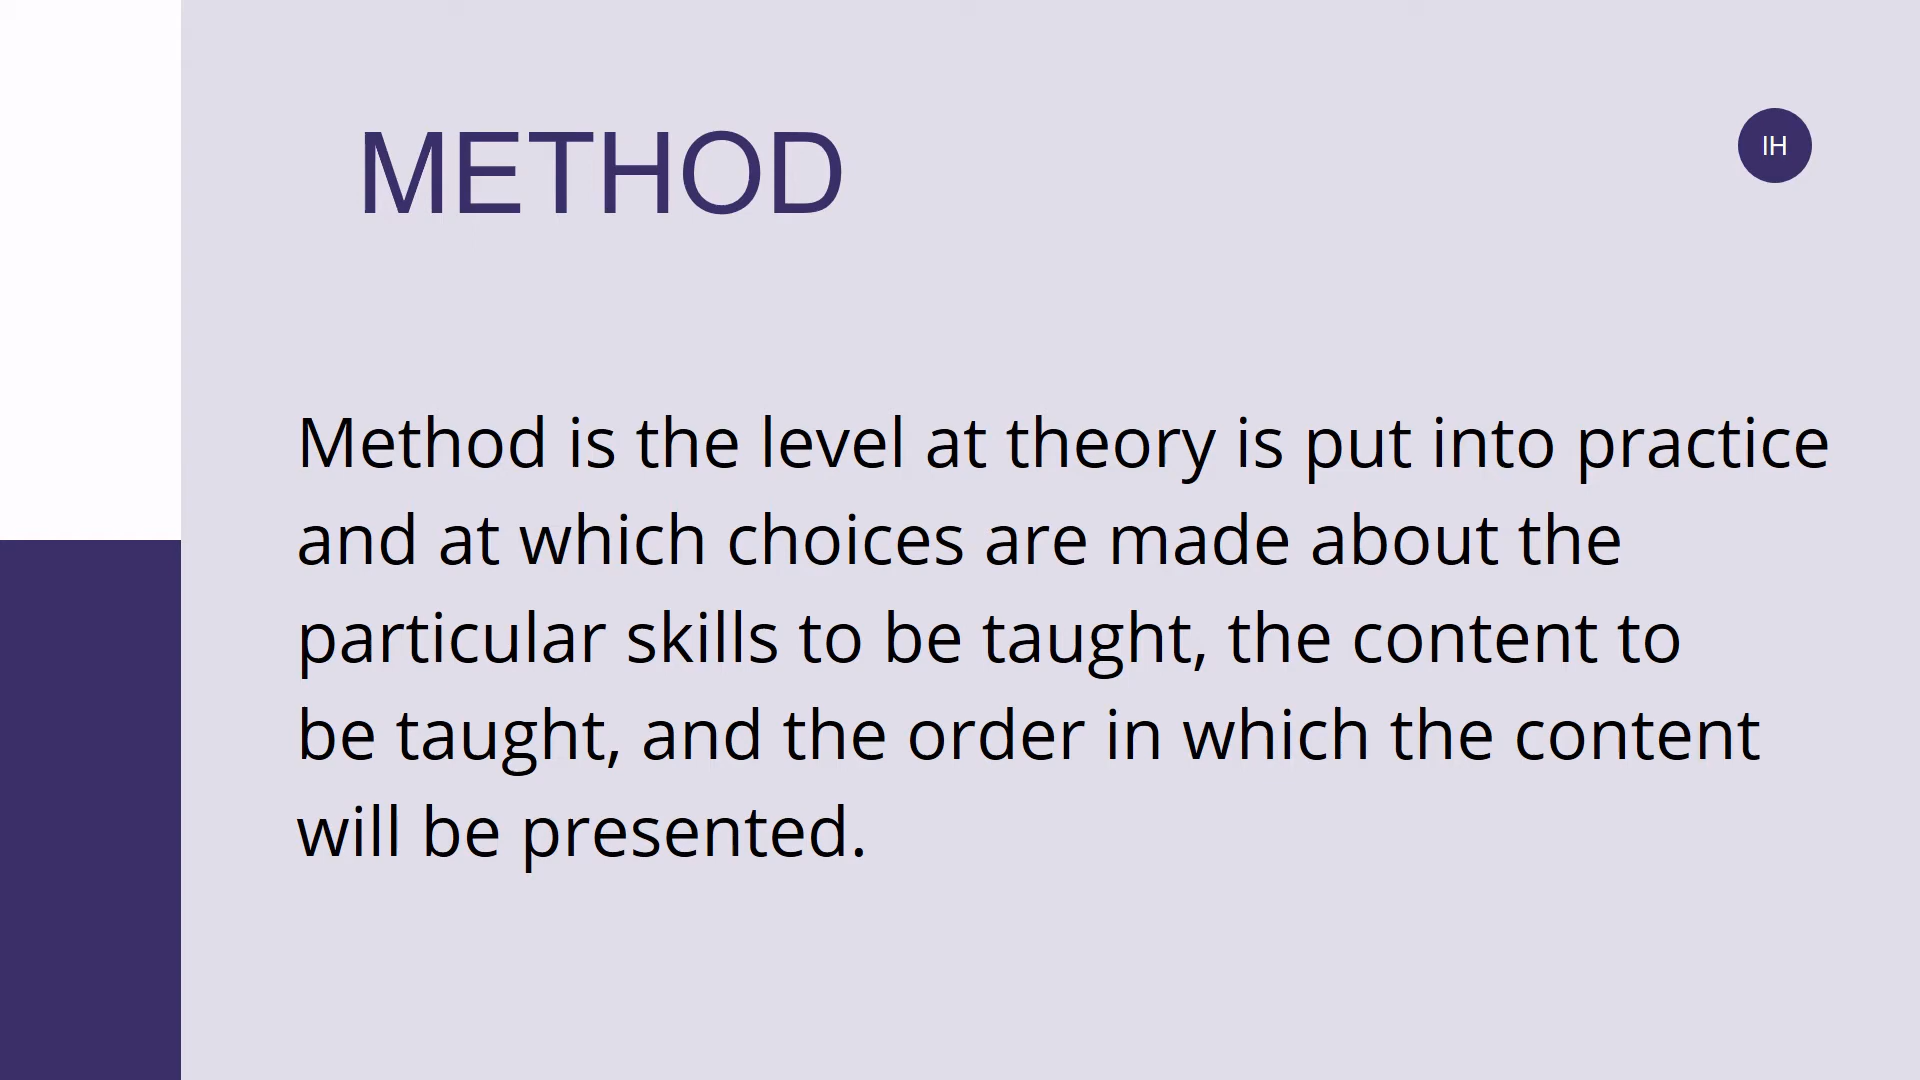 METHOD
IH
Method is the level at theory is put into practice
and at which choices are made about the
particular skills to be taught, the content to
be taught, and the order in which the content
will be presented.